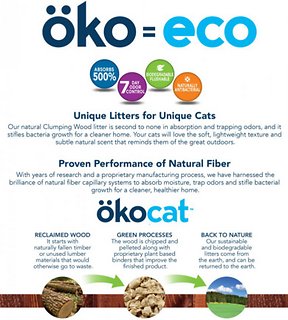 öko = eco
ABSORBS
500%
7
DAY ODOR
CONTROL
BIODEGRADABLE
FLUSHABLE
NATURALLY
ANTIBACTERIAL
Unique Litters for Unique Cats
Our natural Clumping Wood litter is second to none in absorption and trapping odors, and it
stifles bacteria growth for a cleaner home. Your cats will love the soft, lightweight texture and
subtle natural scent that reminds them of the great outdoors.
Proven Performance of Natural Fiber
With years of research and a proprietary manufacturing process, we have harnessed the
brilliance of natural fiber capillary systems to absorb moisture, trap odors and stifle bacterial
growth for a cleaner, healthier home.
ökocat™
RECLAIMED WOOD
It starts with
naturally fallen timber
or unused lumber
materials that would
otherwise go to waste.
GREEN PROCESSES
The wood is chipped and
pelleted along with
proprietary plant based
binders that improve the
finished product.
BACK TO NATURE
Our sustainable
and biodegradable
litters come from
the earth, and can be
returned to the earth.